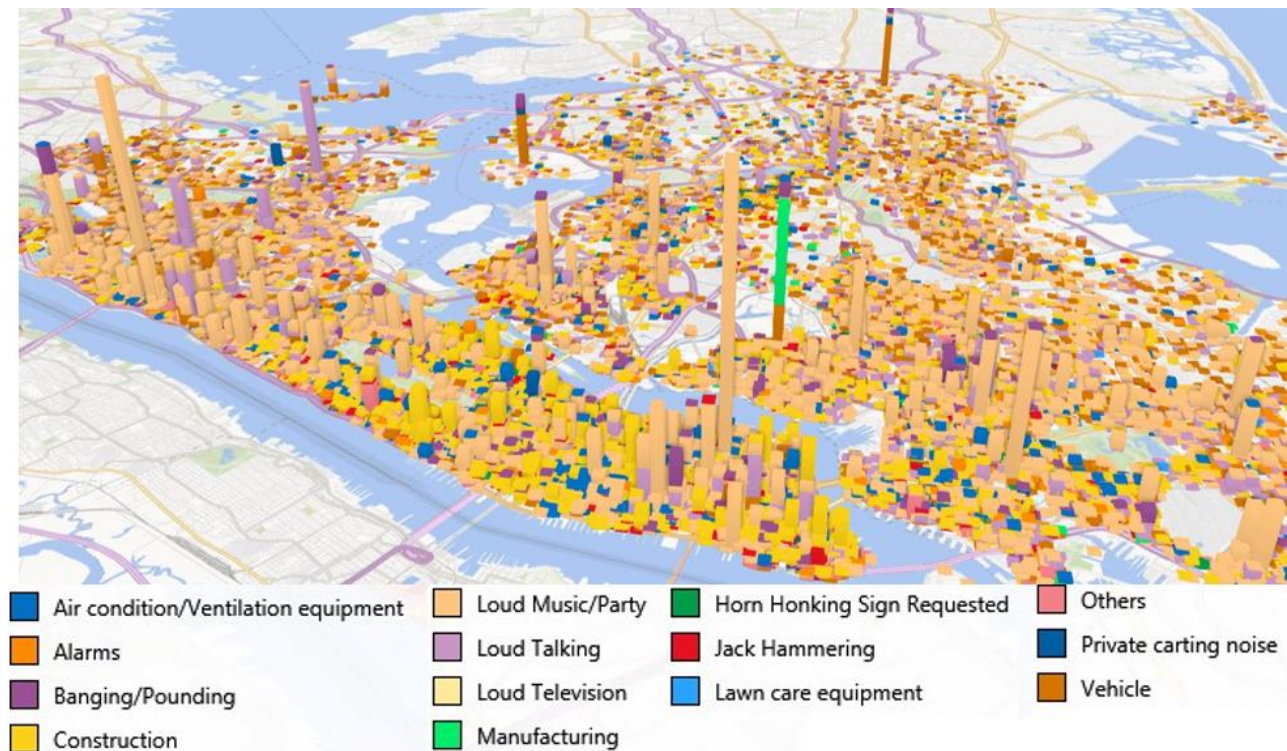 Air condition/Ventilation equipment
Alarms
Banging/Pounding
Construction
Loud Music/Party
Loud Talking
Loud Television
Manufacturing
Horn Honking Sign Requested
Jack Hammering
Lawn care equipment
Others
Private carting noise
Vehicle